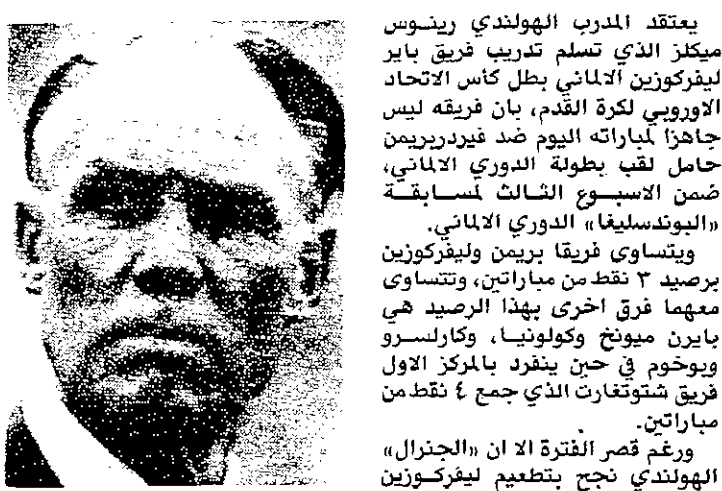 يعتقد المدرب الهولندي رينوس
ميكلز الذي تسلم تدريب فريق باير
ليفركوزين الالماني بطل كأس الاتحاد
الاوروبي لكرة القدم، بان فريقه ليس
جاهزا لمباراته اليوم ضد فيردربريمن
حامل لقب بطولة الدوري الالماني،
ضمن الاسبوع الثالث لمسابقة
«البوندسليغا» الدوري الالماني.
ويتساوى فريقا بريمن وليفركوزين
برصيد ٣ نقط من مباراتين، وتتساوى
معهما فرق اخرى بهذا الرصيد هي
بايرن ميونخ وكولونيا، وكارلسرو
وبوخوم في حين ينفرد بالمركز الاول
فريق شتوتغارت الذي جمع ٤ نقط من
مباراتين.
ورغم قصر الفترة الا ان «الجنرال»
الهولندي نجح بتطعيم ليفركوزين